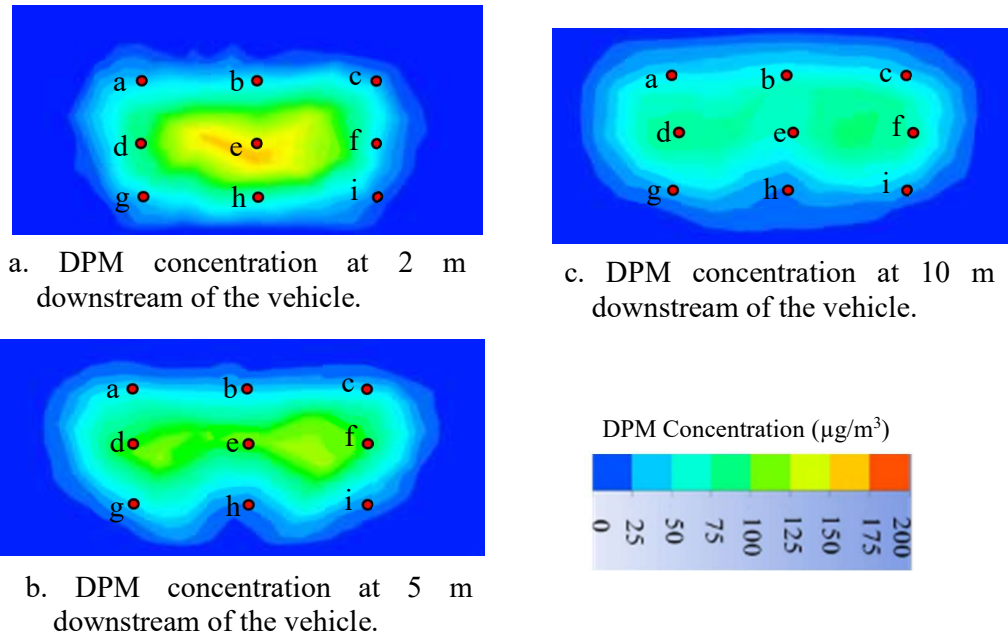 a b c
d e f
g h i
a. DPM concentration at 2 m
downstream of the vehicle.
a b c
d e f
g h i
b. DPM concentration at 5 m
downstream of the vehicle.
a b c
d e f
g h i
c. DPM concentration at 10 m
downstream of the vehicle.
DPM Concentration (µg/m³)
0 25 50 75 100 125 150 175 200